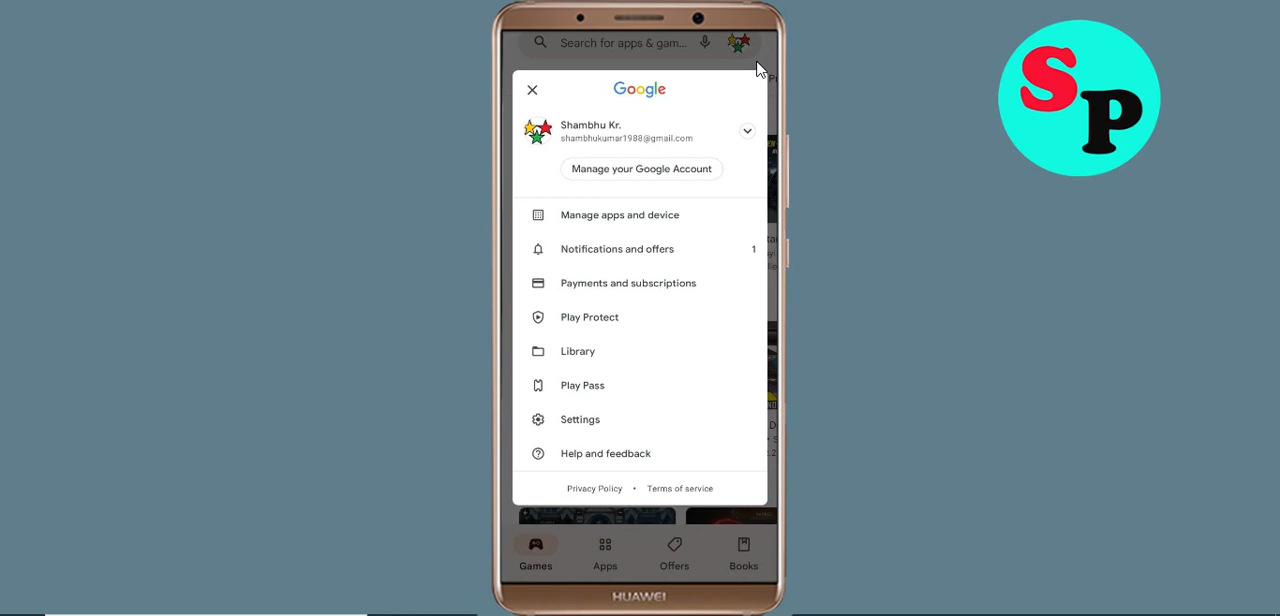 Search for apps & gam...
Google
Shambhu Kr.
shambhukumar1988@gmail.com
Manage your Google Account
Manage apps and device
Notifications and offers 1
Payments and subscriptions
Play Protect
Library
Play Pass
Settings
Help and feedback
Privacy Policy • Terms of service
Games Apps Offers Books
HUAWEI
SP